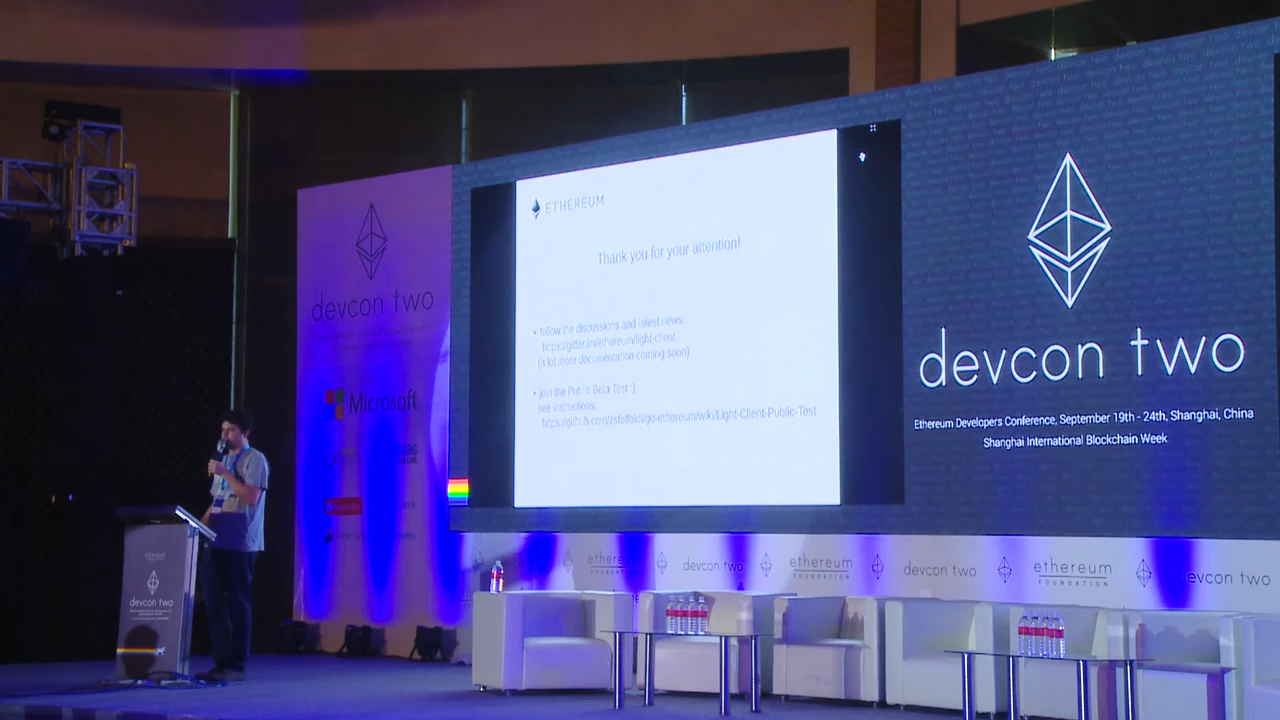 devcon two
Microsoft
ETHEREUM
Thank you for your attention!
• follow the discussions and latest news:
https://gitter.im/ethereum/light-client
(a lot more documentation coming soon)
• join the Public Beta Test :)
see instructions:
https://github.com/zsfelfoldi/go-ethereum/wiki/Light-Client-Public-Test
devcon two
Ethereum Developers Conference, September 19th - 24th, Shanghai, China
Shanghai International Blockchain Week
ethereum
FOUNDATION
devcon two
ethereum
FOUNDATION
devcon two
ethereum
FOUNDATION
devcon two
ethereum
devcon two